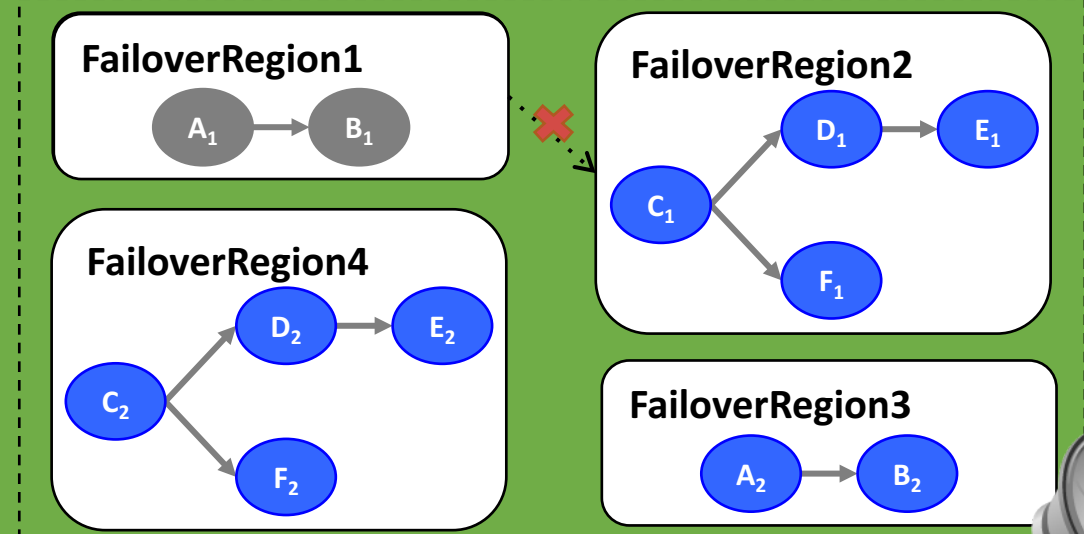 FailoverRegion1
A₁ B₁
FailoverRegion2
D₁ E₁
C₁
F₁
FailoverRegion4
D₂ E₂
C₂
F₂
FailoverRegion3
A₂ B₂